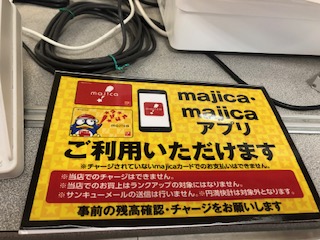 majica
majica
majica・
majica
アプリ
ご利用いただけます
※チャージされていないmajicaカードでのお支払いはできません。
※当店でのチャージはできません。
※当店でのお買上はランクアップの対象にはなりません。
※サンキューメールの送信は行いません。※円満快計は対象外となります。
事前の残高確認・チャージをお願いします